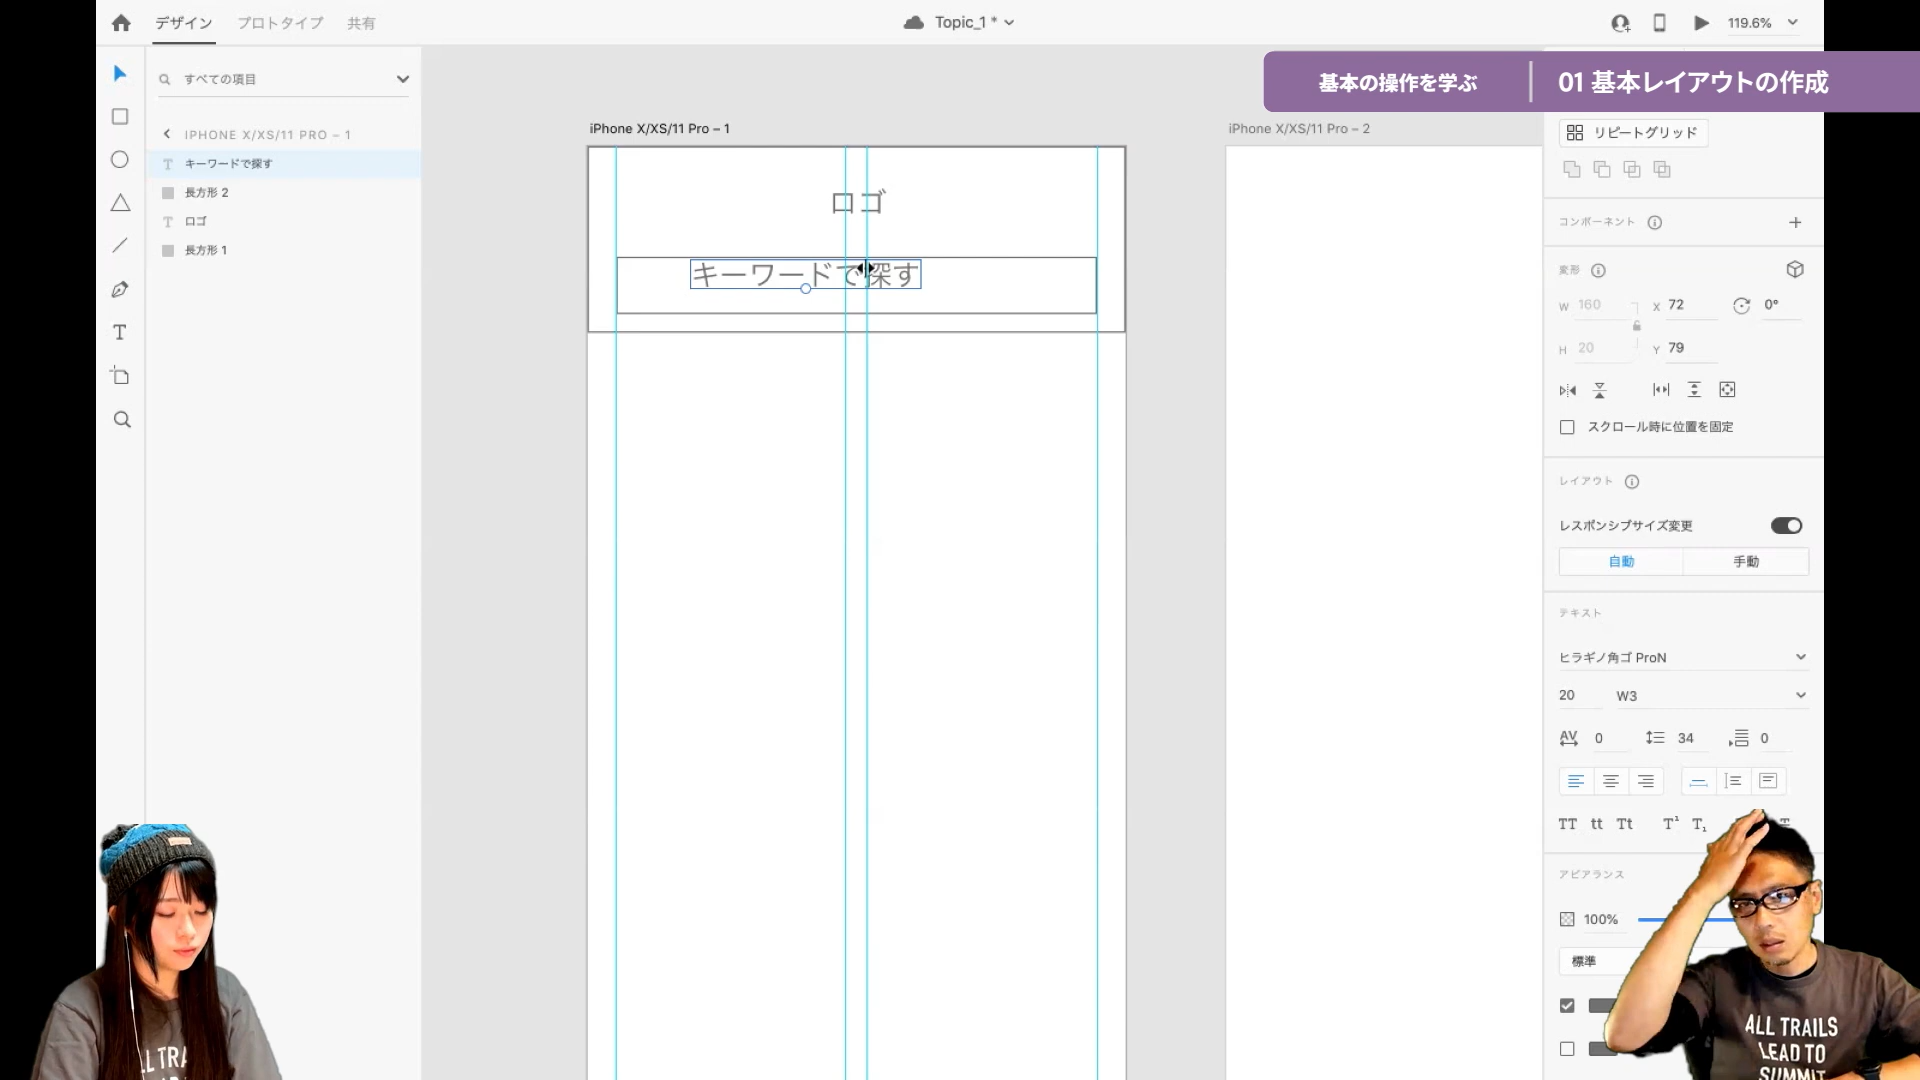 デザイン
プロトタイプ
共有
Topic_1 *
119.6%
基本の操作を学ぶ
01 基本レイアウトの作成
すべての項目
IPHONE X/XS/11 PRO – 1
キーワードで探す
長方形 2
ロゴ
長方形 1
iPhone X/XS/11 Pro – 1
ロゴ
キーワードで探す
iPhone X/XS/11 Pro – 2
リピートグリッド
コンポーネント
変形
W 160
X 72
0°
H 20
Y 79
スクロール時に位置を固定
レイアウト
レスポンシブサイズ変更
自動
手動
テキスト
ヒラギノ角ゴ ProN
20
W3
AV 0
34
0
TT tt Tt T¹ T₁
アピアランス
100%
標準
ALL TRAILS
LEAD TO
SUMMIT